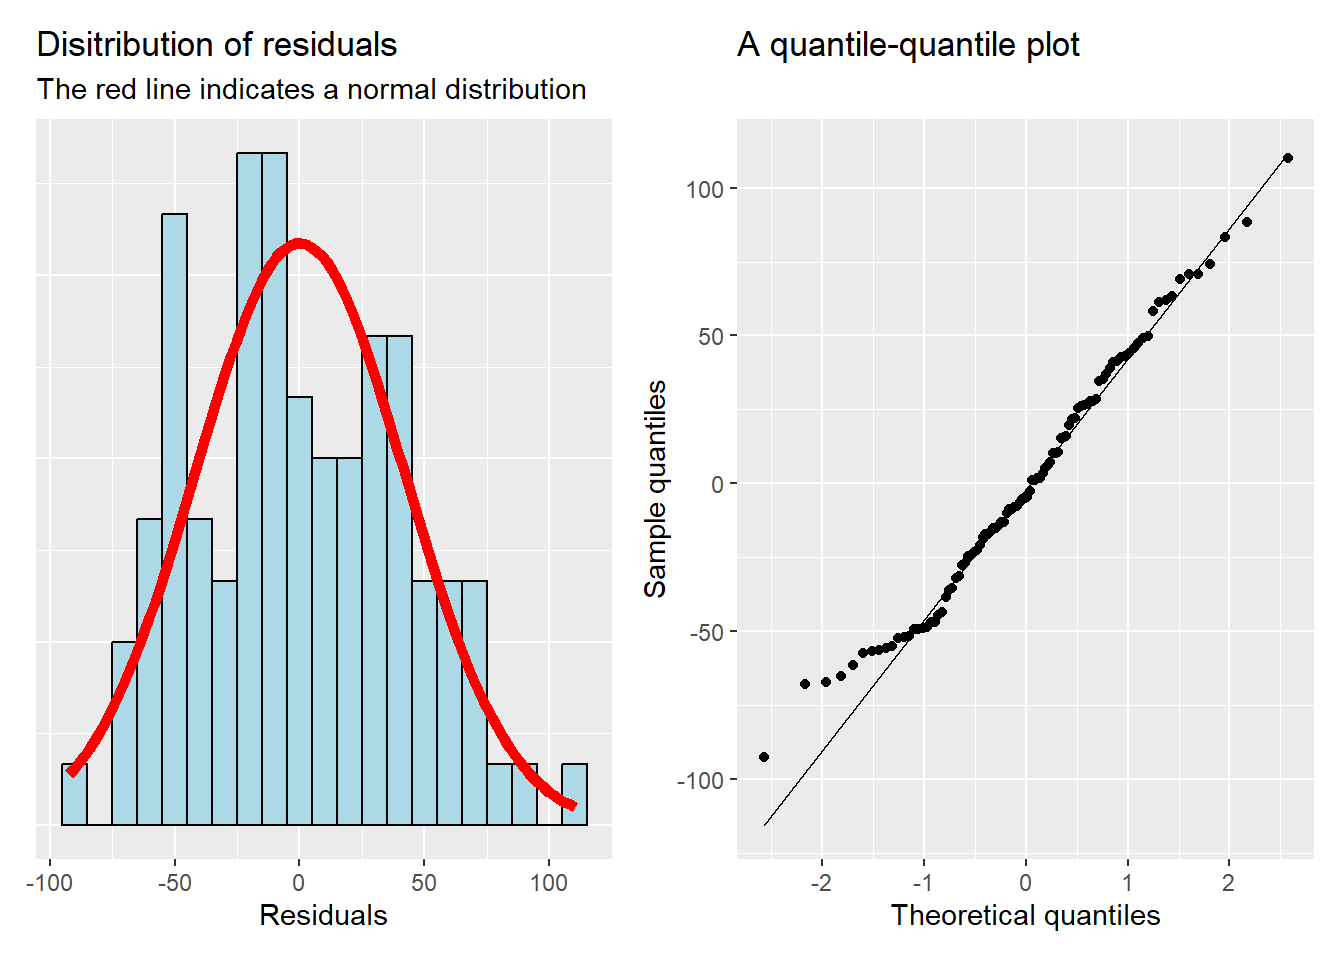 Disitribution of residuals
The red line indicates a normal distribution
-100 -50 0 50 100
Residuals
A quantile-quantile plot
Sample quantiles
100
50
0
-50
-100
-2 -1 0 1 2
Theoretical quantiles